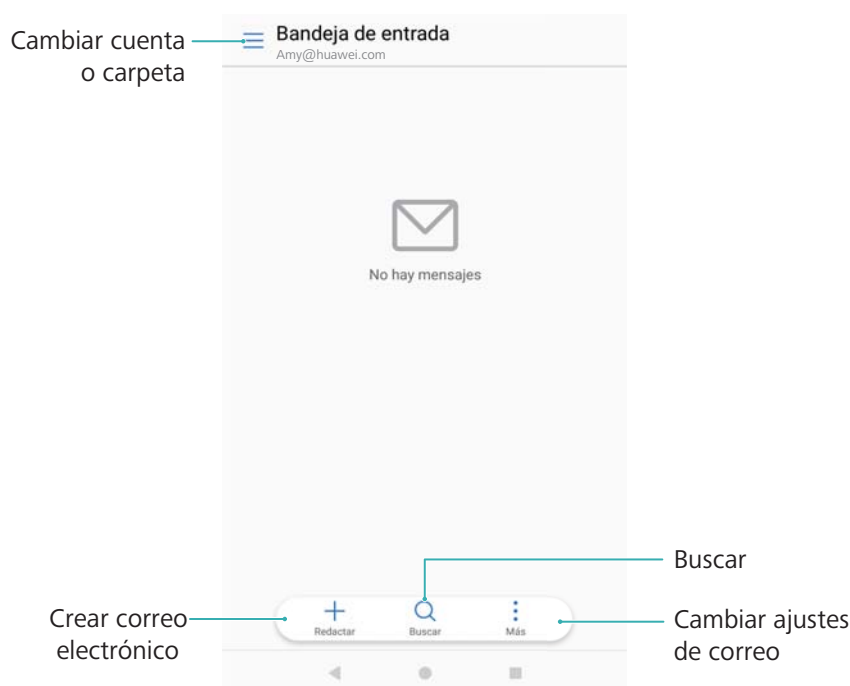 Cambiar cuenta
o carpeta
Bandeja de entrada
Amy@huawei.com
No hay mensajes
Buscar
Crear correo
electrónico
Redactar
Buscar
Más
Cambiar ajustes
de correo